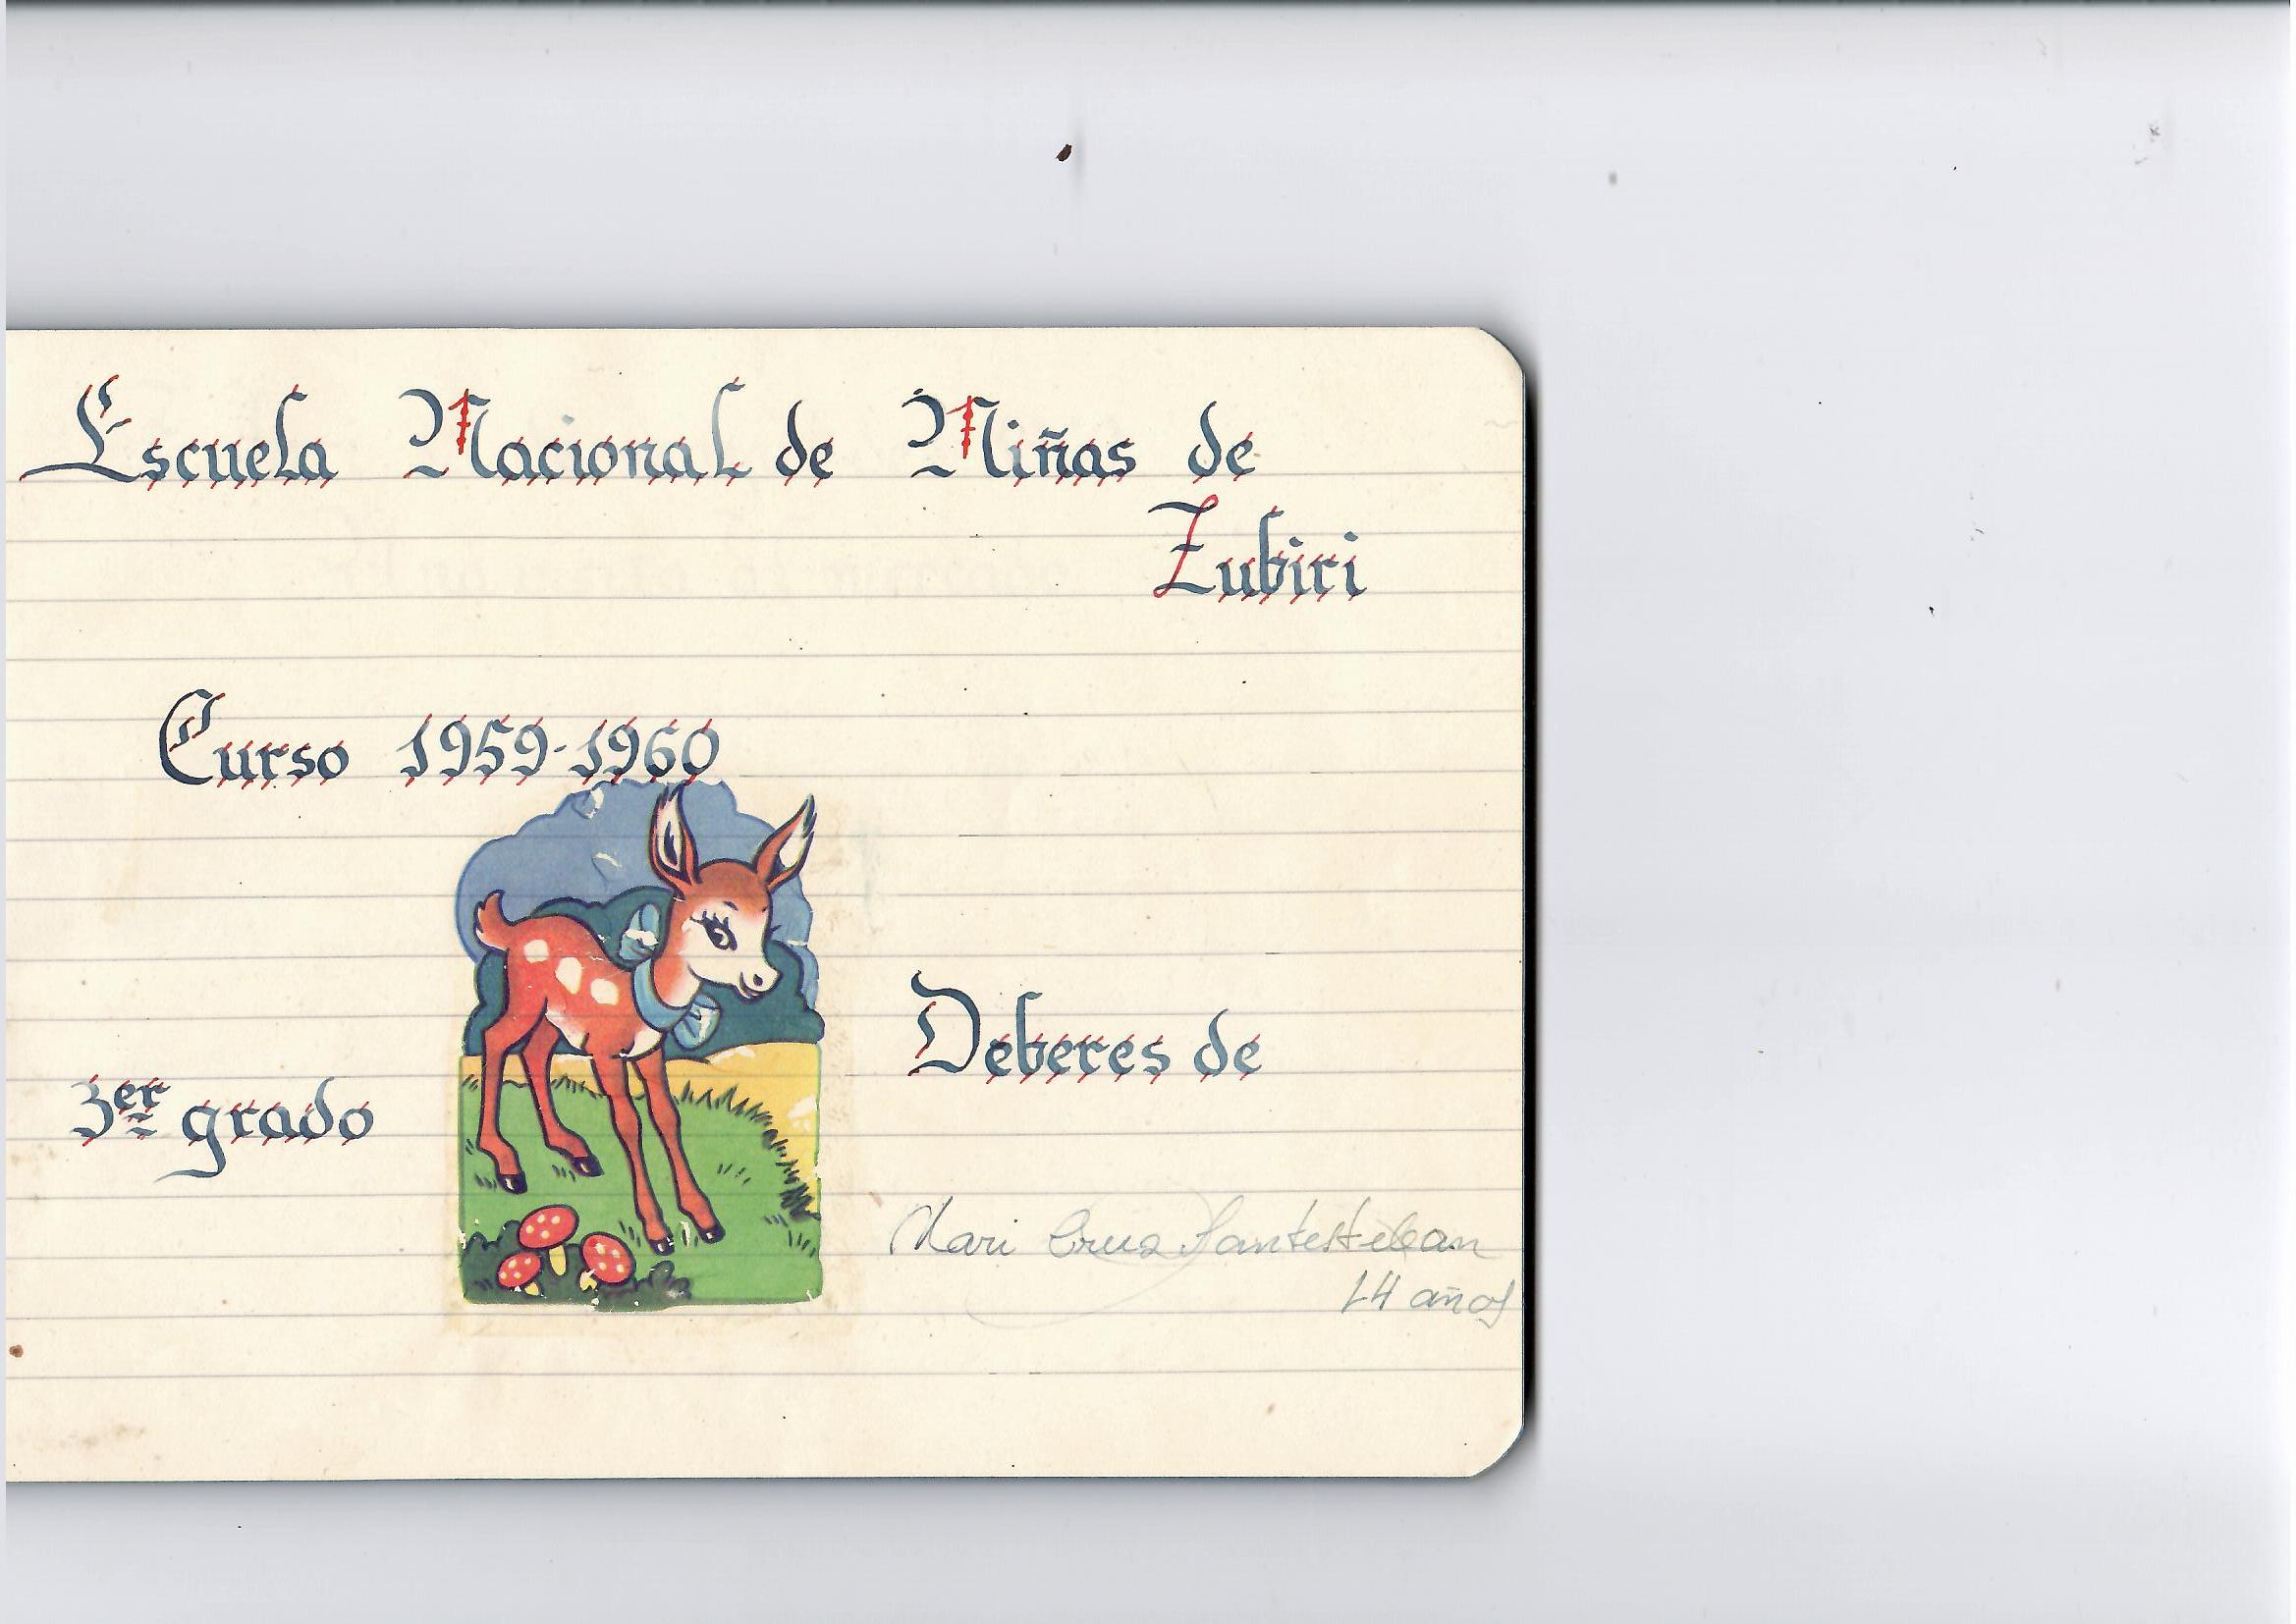 Escuela Nacional de Niñas de
Zubiri
Curso 1959-1960
3er grado
Deberes de
Mari Cruz Santesteban
14 años